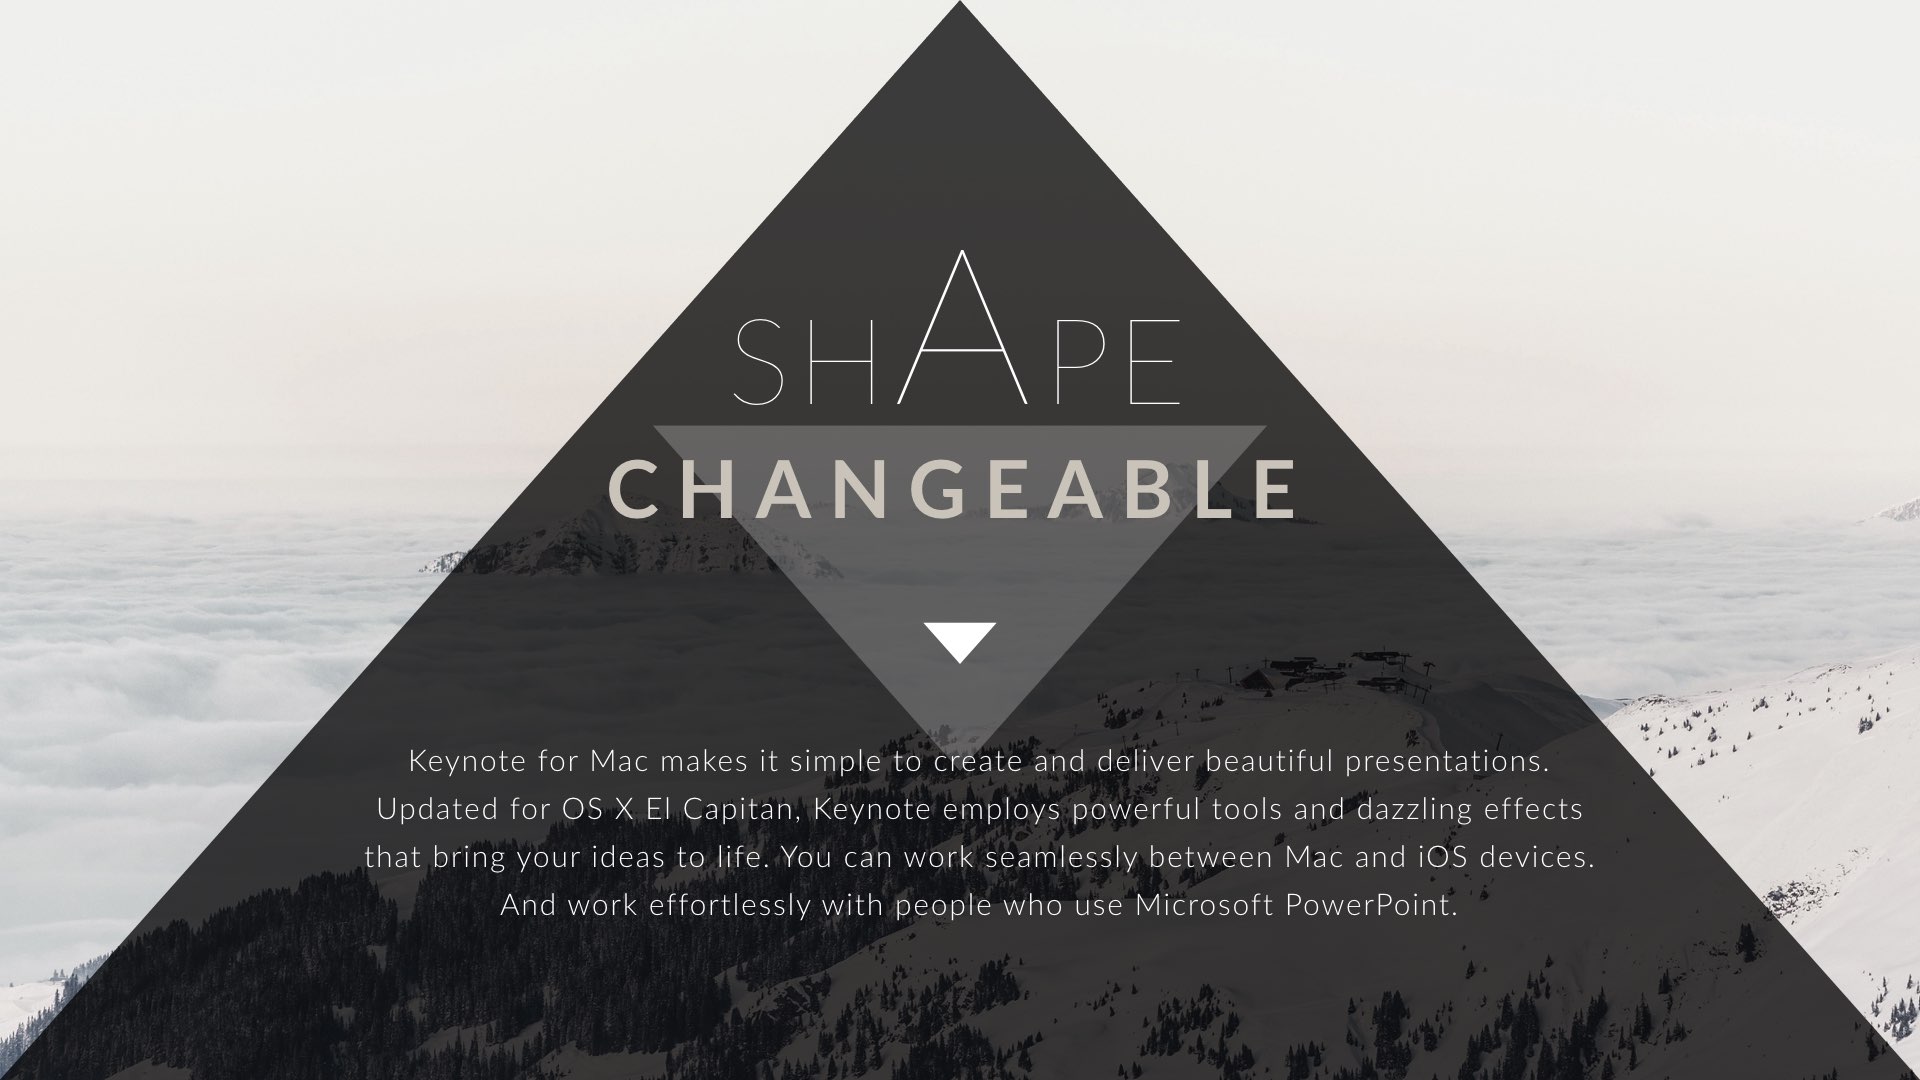 SHAPE
CHANGEABLE
Keynote for Mac makes it simple to create and deliver beautiful presentations.
Updated for OS X El Capitan, Keynote employs powerful tools and dazzling effects
that bring your ideas to life. You can work seamlessly between Mac and iOS devices.
And work effortlessly with people who use Microsoft PowerPoint.